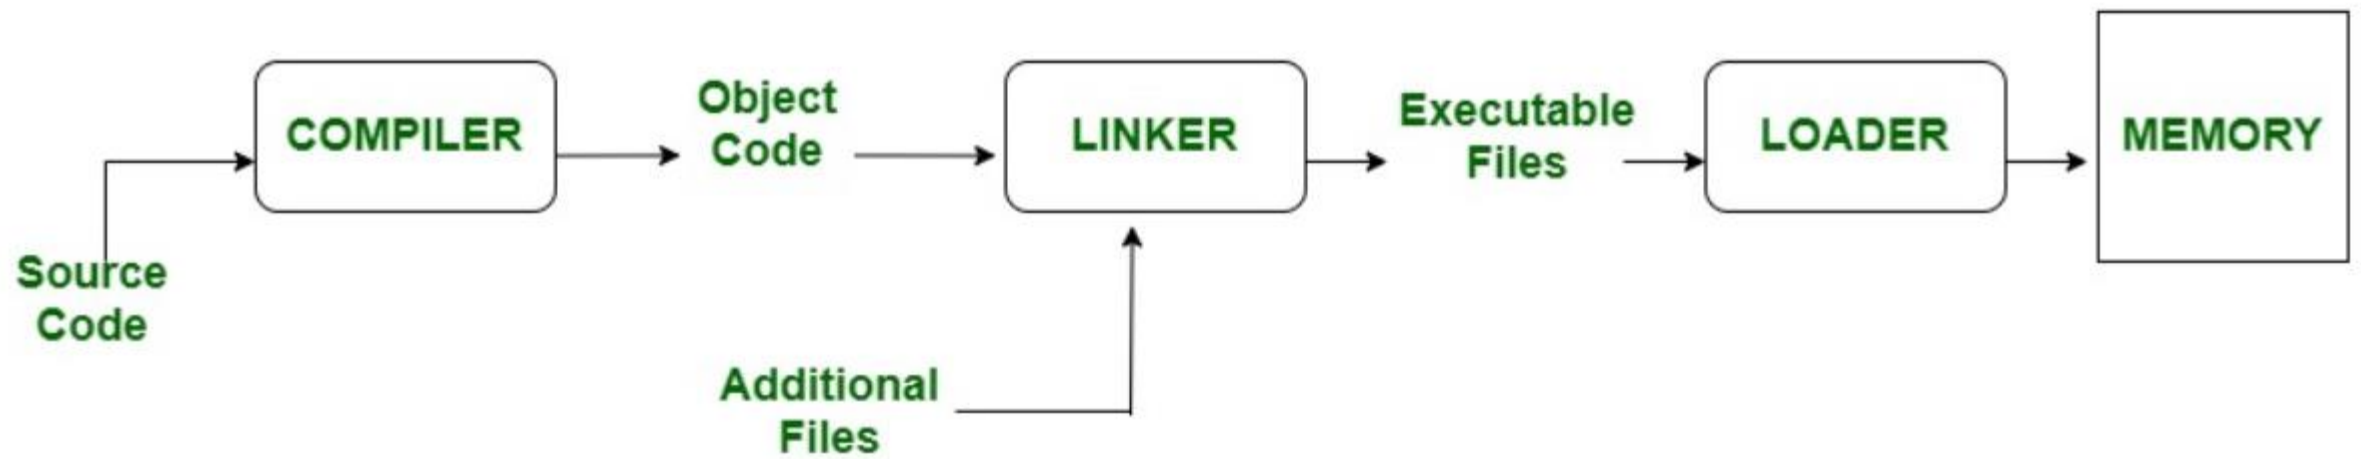 Source
Code
COMPILER
Object
Code
Additional
Files
LINKER
Executable
Files
LOADER
MEMORY